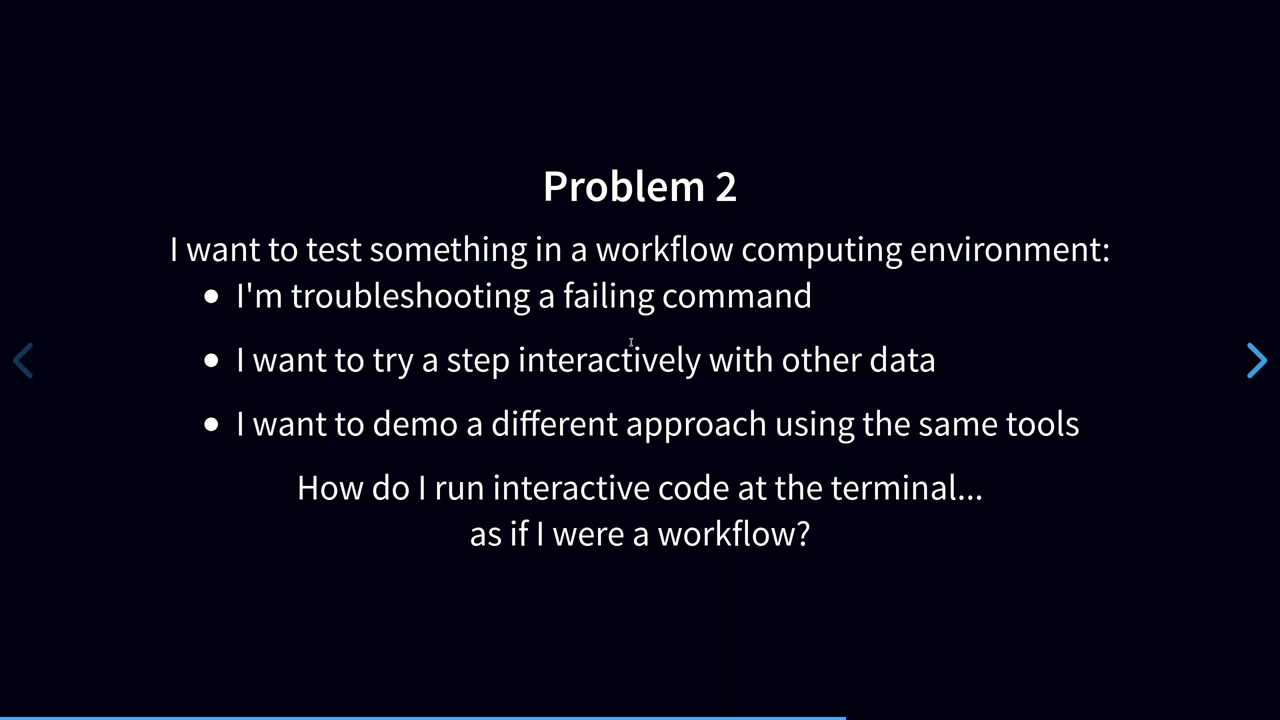 Problem 2
I want to test something in a workflow computing environment:
• I'm troubleshooting a failing command
• I want to try a step interactively with other data
• I want to demo a different approach using the same tools
How do I run interactive code at the terminal...
as if I were a workflow?